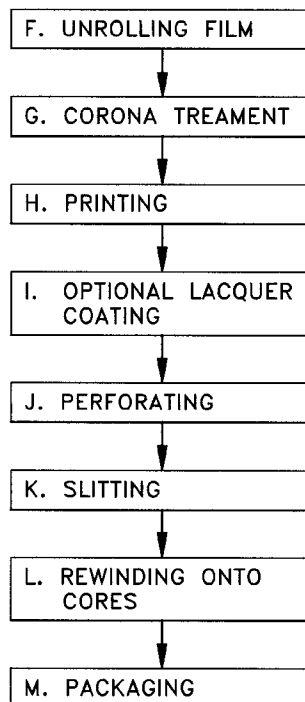 F. UNROLLING FILM
G. CORONA TREAMENT
H. PRINTING
I. OPTIONAL LACQUER
COATING
J. PERFORATING
K. SLITTING
L. REWINDING ONTO
CORES
M. PACKAGING